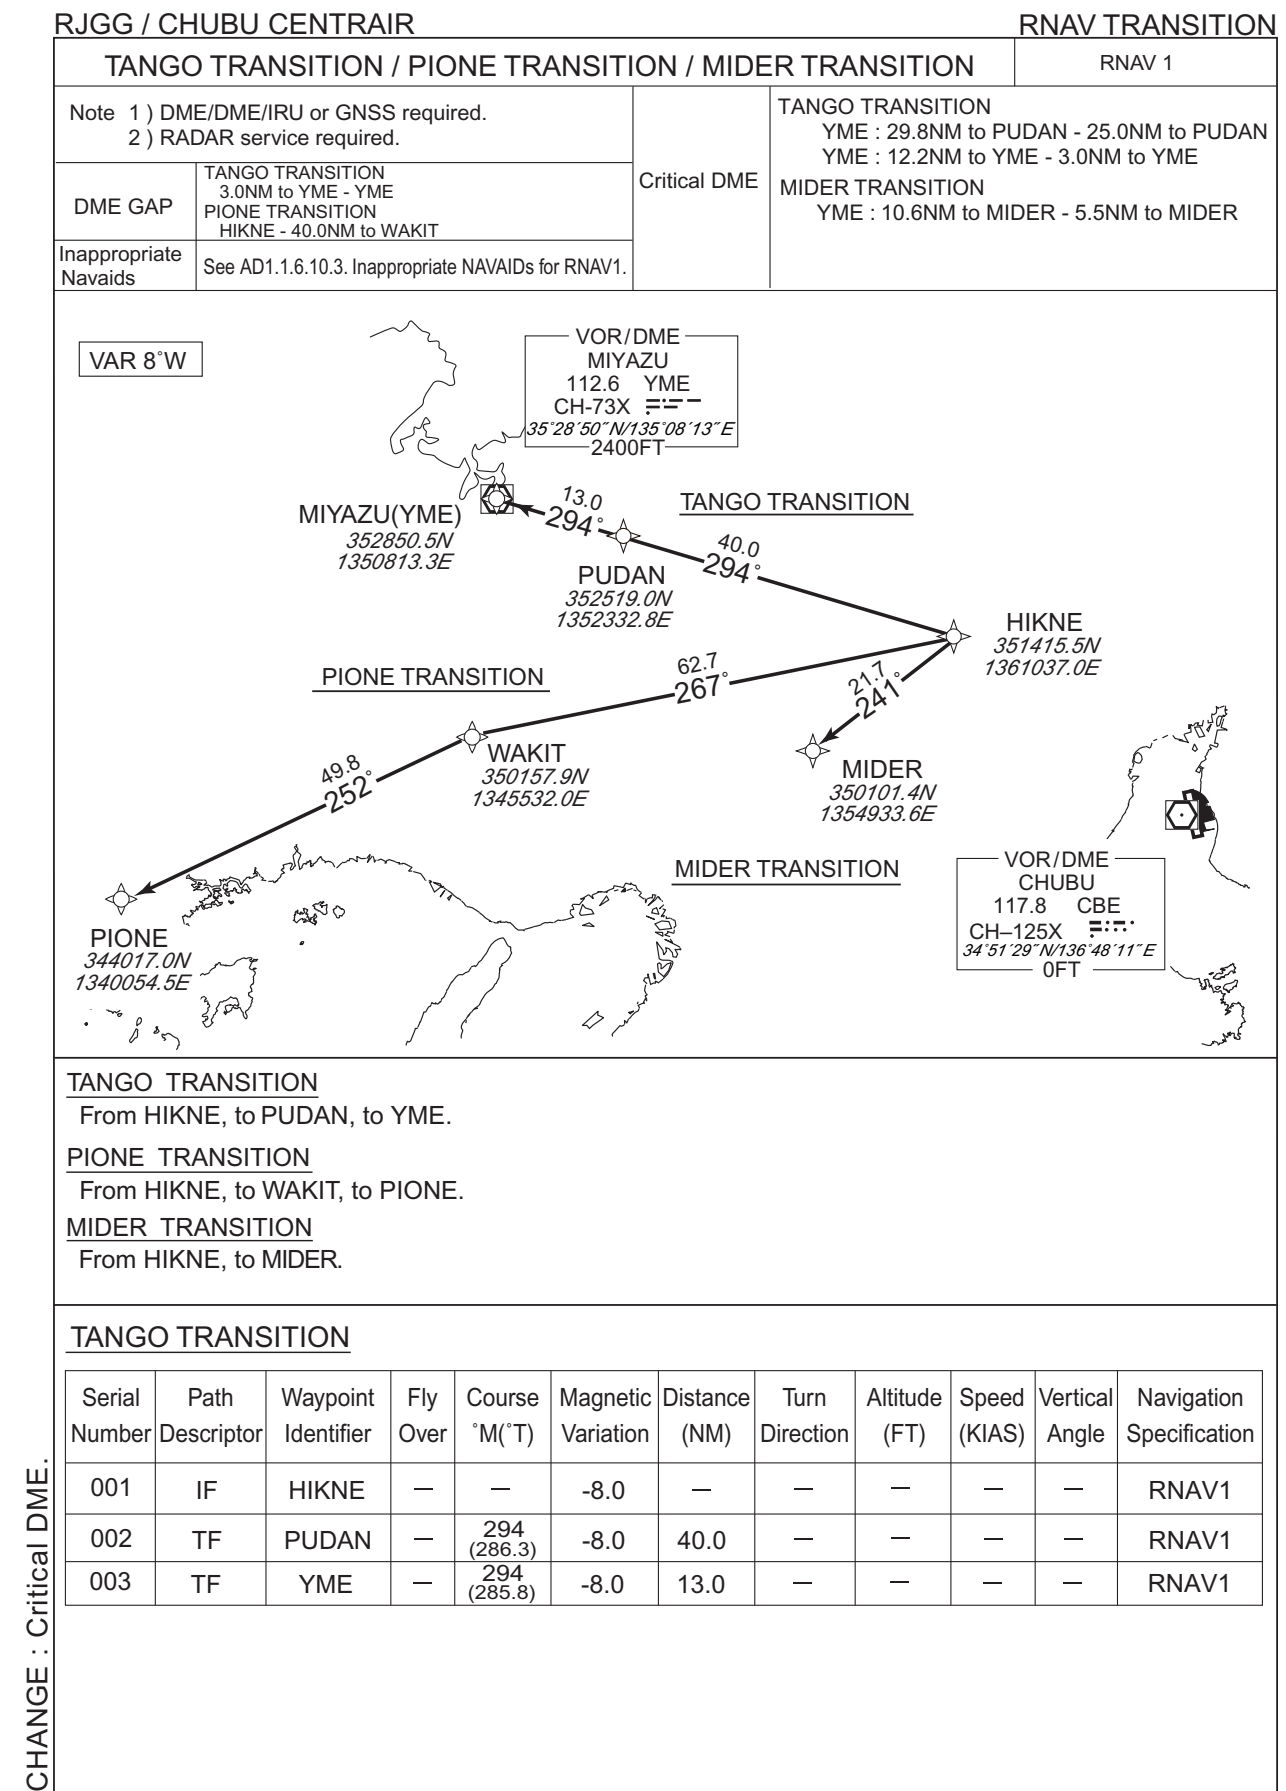 RJGG / CHUBU CENTRAIR
RNAV TRANSITION
TANGO TRANSITION / PIONE TRANSITION / MIDER TRANSITION
RNAV 1
Note 1 ) DME/DME/IRU or GNSS required.
2 ) RADAR service required.
DME GAP
TANGO TRANSITION
3.0NM to YME - YME
PIONE TRANSITION
HIKNE - 40.0NM to WAKIT
Inappropriate
Navaids
See AD1.1.6.10.3. Inappropriate NAVAIDs for RNAV1.
Critical DME
TANGO TRANSITION
YME : 29.8NM to PUDAN - 25.0NM to PUDAN
YME : 12.2NM to YME - 3.0NM to YME
MIDER TRANSITION
YME : 10.6NM to MIDER - 5.5NM to MIDER
VAR 8°W
VOR/DME
MIYAZU
112.6 YME
CH-73X
35°28´50˝N/135°08´13˝E
2400FT
MIYAZU(YME)
352850.5N
1350813.3E
13.0
294°
TANGO TRANSITION
PUDAN
352519.0N
1352332.8E
40.0
294°
HIKNE
351415.5N
1361037.0E
PIONE TRANSITION
62.7
267°
21.7
241°
WAKIT
350157.9N
1345532.0E
MIDER
350101.4N
1354933.6E
49.8
252°
MIDER TRANSITION
VOR/DME
CHUBU
117.8 CBE
CH–125X
34°51´29˝N/136°48´11˝E
0FT
PIONE
344017.0N
1340054.5E
TANGO TRANSITION
From HIKNE, to PUDAN, to YME.
PIONE TRANSITION
From HIKNE, to WAKIT, to PIONE.
MIDER TRANSITION
From HIKNE, to MIDER.
TANGO TRANSITION
Serial Number Path Descriptor Waypoint Identifier Fly Over Course °M(°T) Magnetic Variation Distance (NM) Turn Direction Altitude (FT) Speed (KIAS) Vertical Angle Navigation Specification
001 IF HIKNE — — -8.0 — — — — — RNAV1
002 TF PUDAN — 294 (286.3) -8.0 40.0 — — — — RNAV1
003 TF YME — 294 (285.8) -8.0 13.0 — — — — RNAV1
CHANGE : Critical DME.